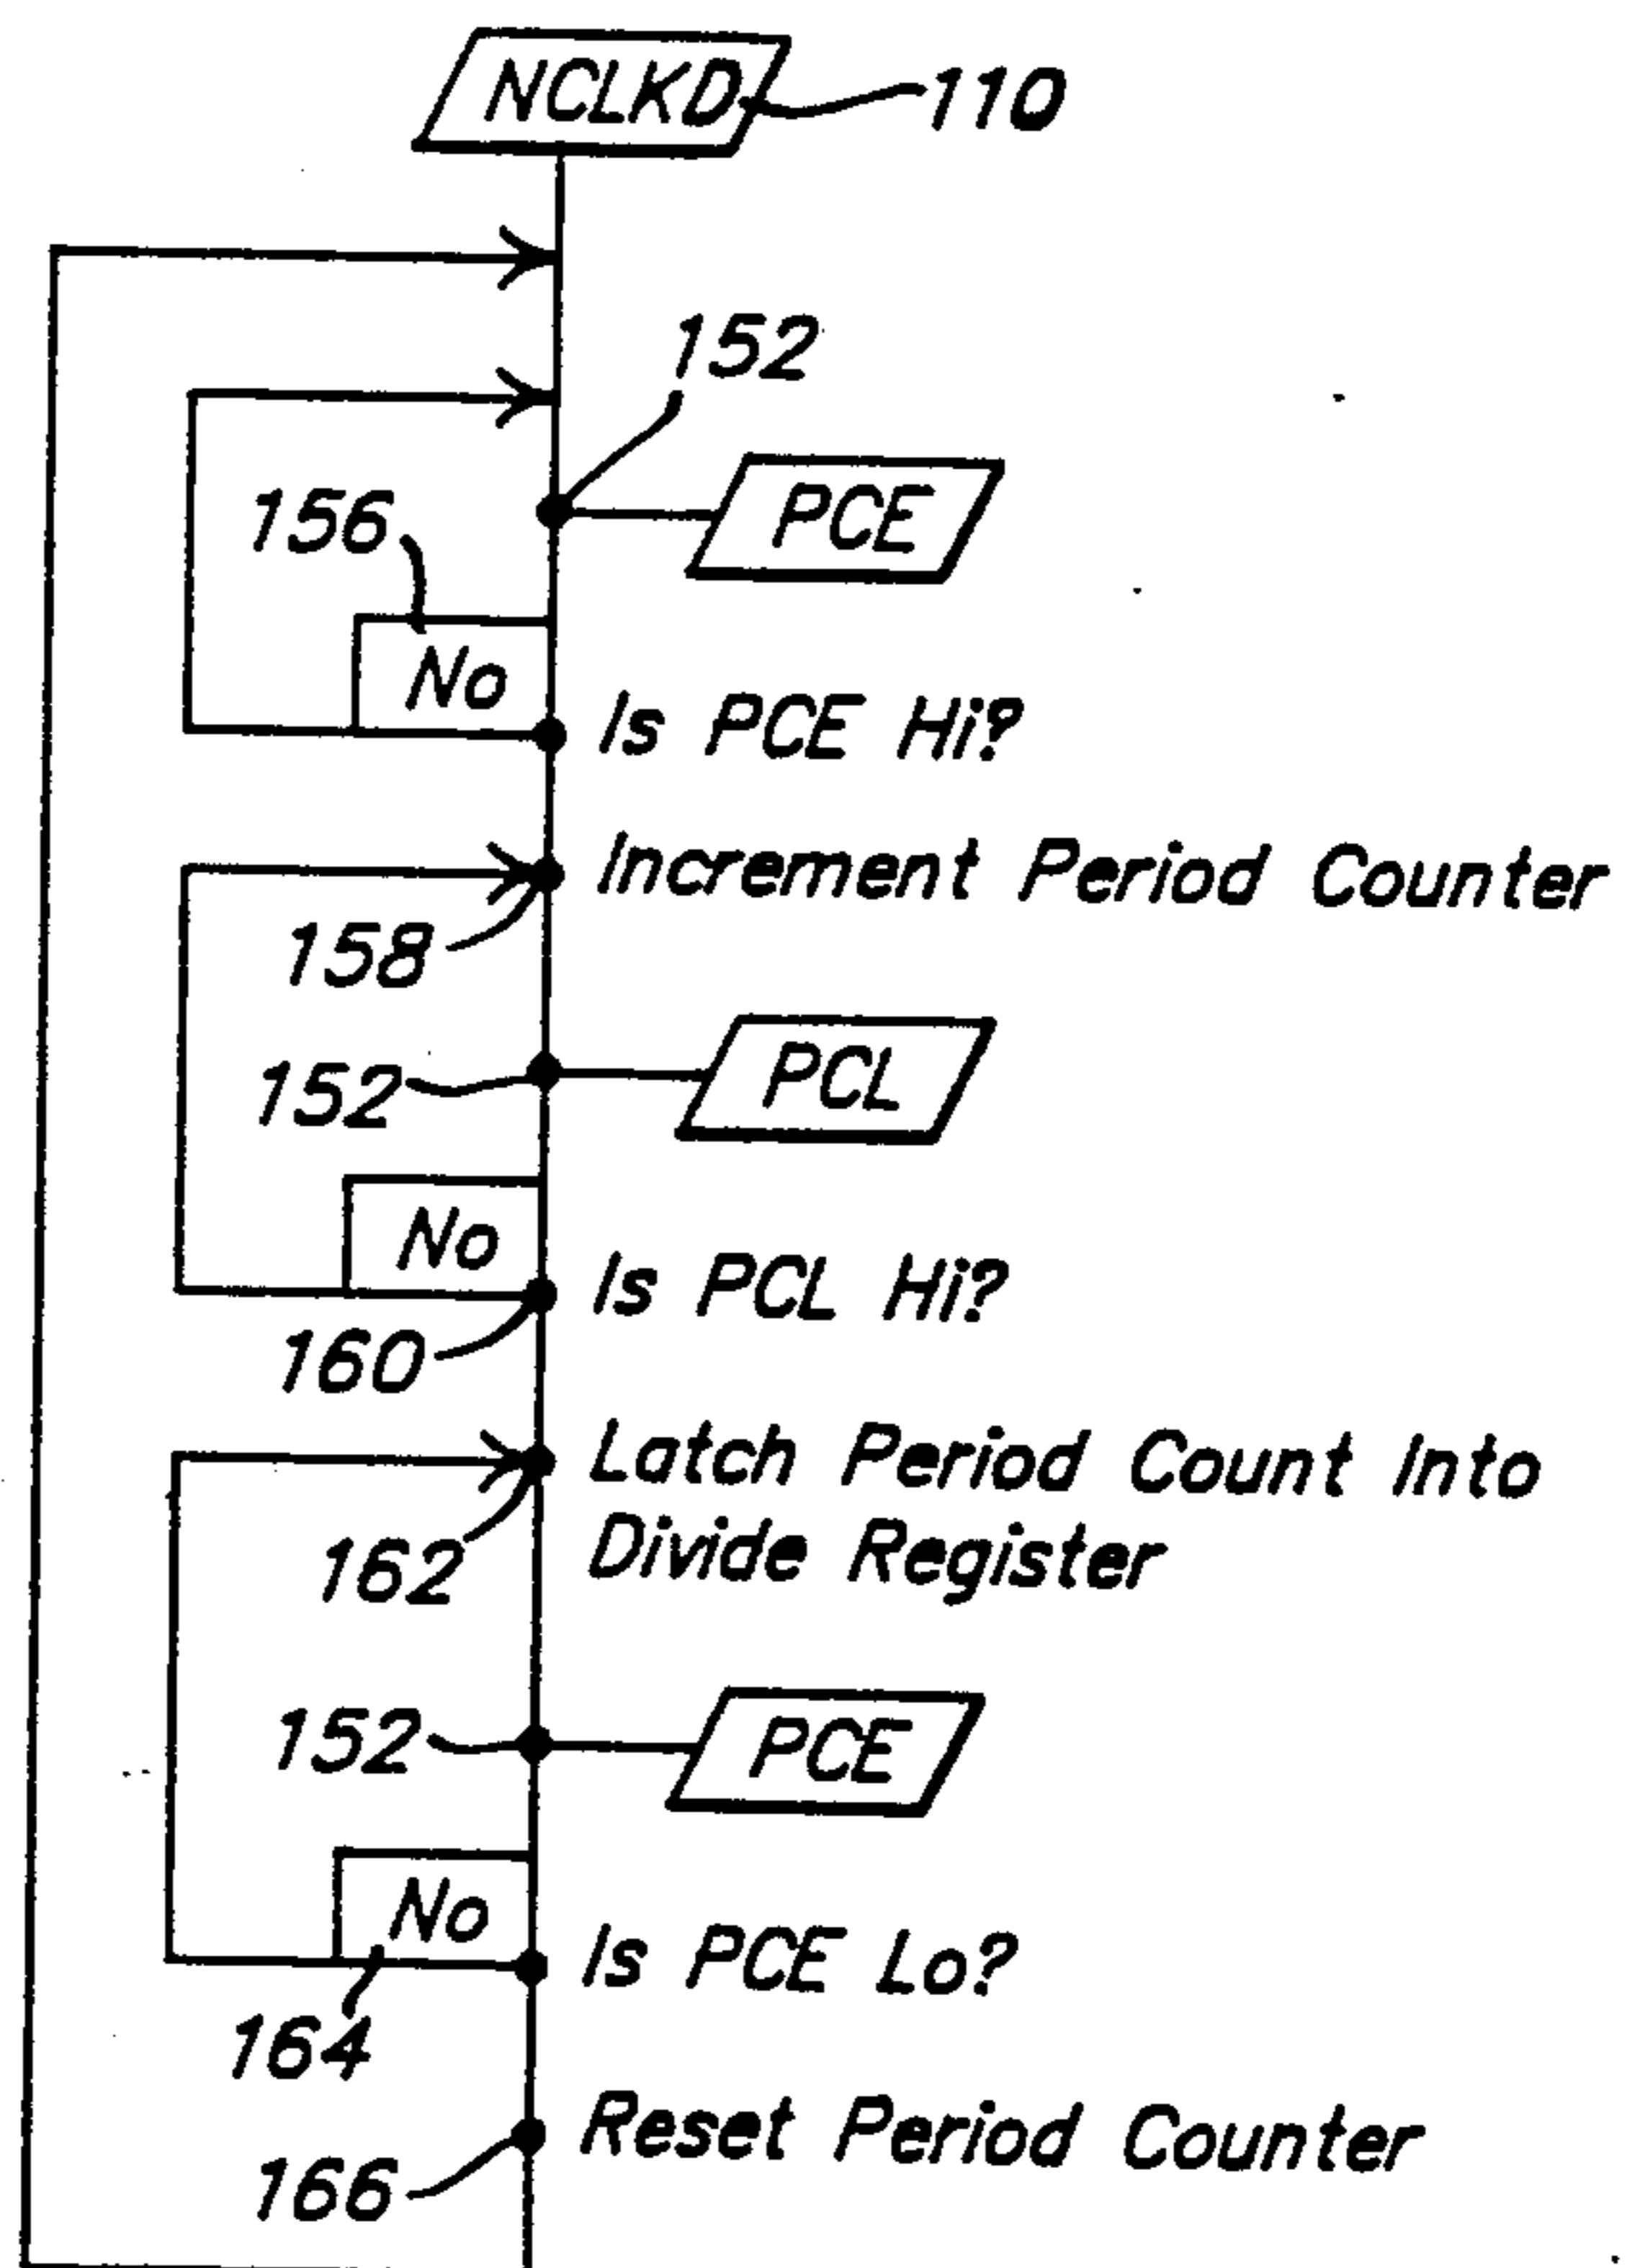 NCLKD
110
152
PCE
156
No
Is PCE Hi?
Increment Period Counter
158
152
PCL
No
Is PCL Hi?
160
Latch Period Count Into
Divide Register
162
152
PCE
No
Is PCE Lo?
164
Reset Period Counter
166